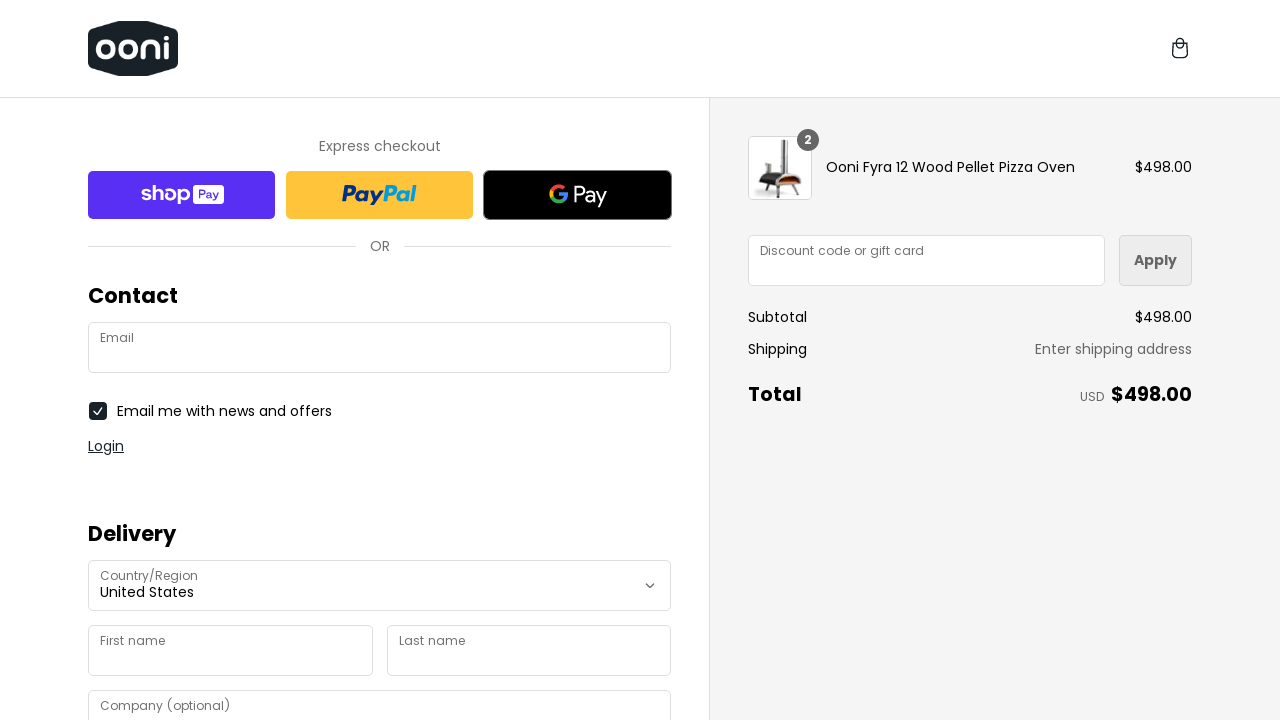 ooni
Express checkout
shop Pay
PayPal
G Pay
OR
Contact
Email
Email me with news and offers
Login
Delivery
Country/Region
United States
First name
Last name
Company (optional)
2
Ooni Fyra 12 Wood Pellet Pizza Oven
$498.00
Discount code or gift card
Apply
Subtotal
$498.00
Shipping
Enter shipping address
Total
USD $498.00